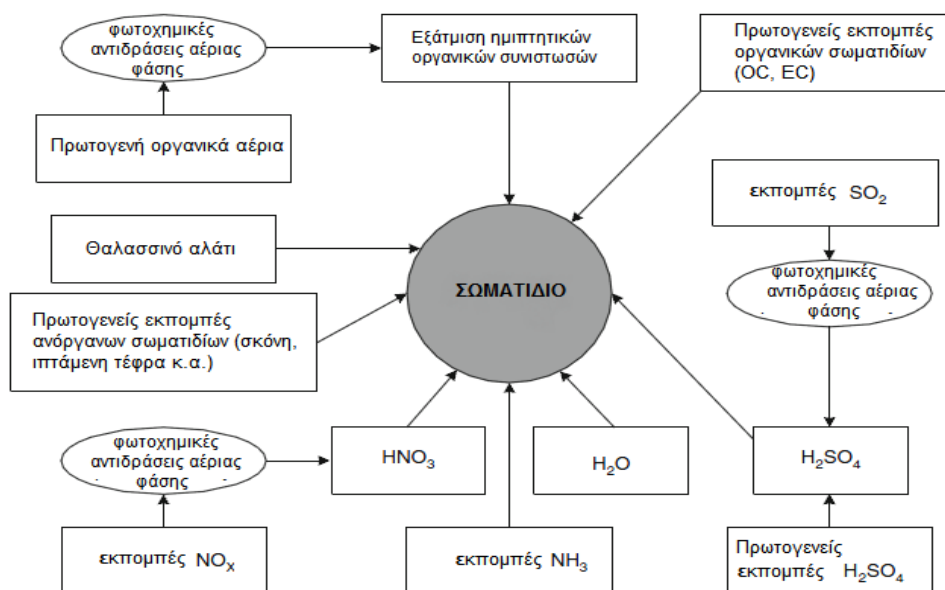 φωτοχημικές
αντιδράσεις αέριας
φάσης
Εξάτμιση ημιπτητικών
οργανικών συνιστωσών
Πρωτογενείς εκπομπές
οργανικών σωματιδίων
(OC, EC)
Πρωτογενή οργανικά αέρια
εκπομπές SO₂
Θαλασσινό αλάτι
φωτοχημικές
αντιδράσεις αέριας
φάσης
ΣΩΜΑΤΙΔΙΟ
Πρωτογενείς εκπομπές
ανόργανων σωματιδίων (σκόνη,
ιπτάμενη τέφρα κ.α.)
φωτοχημικές
αντιδράσεις αέριας
φάσης
HNO₃
H₂O
H₂SO₄
εκπομπές NOₓ
εκπομπές NH₃
Πρωτογενείς
εκπομπές H₂SO₄